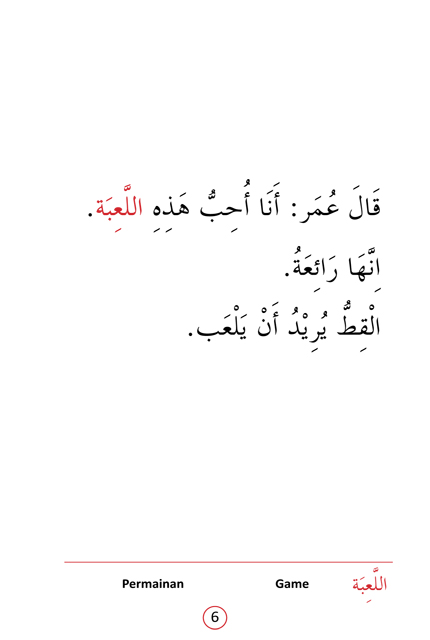 قَالَ عُمَر: أَنَا أُحِبُّ هَذِهِ اللَّعِبَة.
اِنَّهَا رَائِعَةُ.
الْقِطُّ يُرِيْدُ أَنْ يَلْعَب.
Permainan Game اللَّعِبَة
6